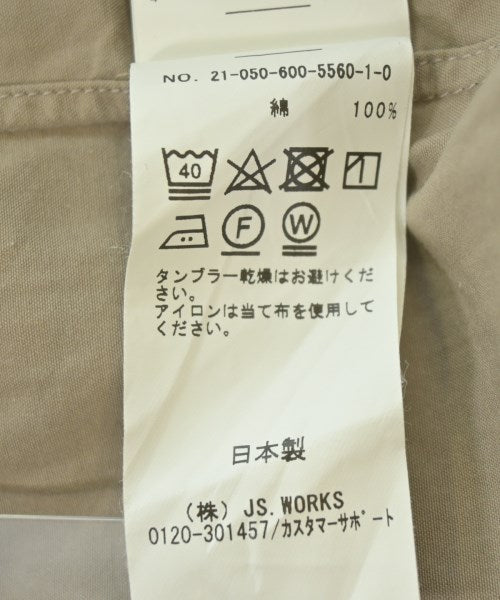 NO. 21-050-600-5560-1-0
綿 100%
40
F W
タンブラー乾燥はお避けくだ
さい。
アイロンは当て布を使用して
ください。
日本製
(株) JS. WORKS
0120-301457/カスタマーサポート